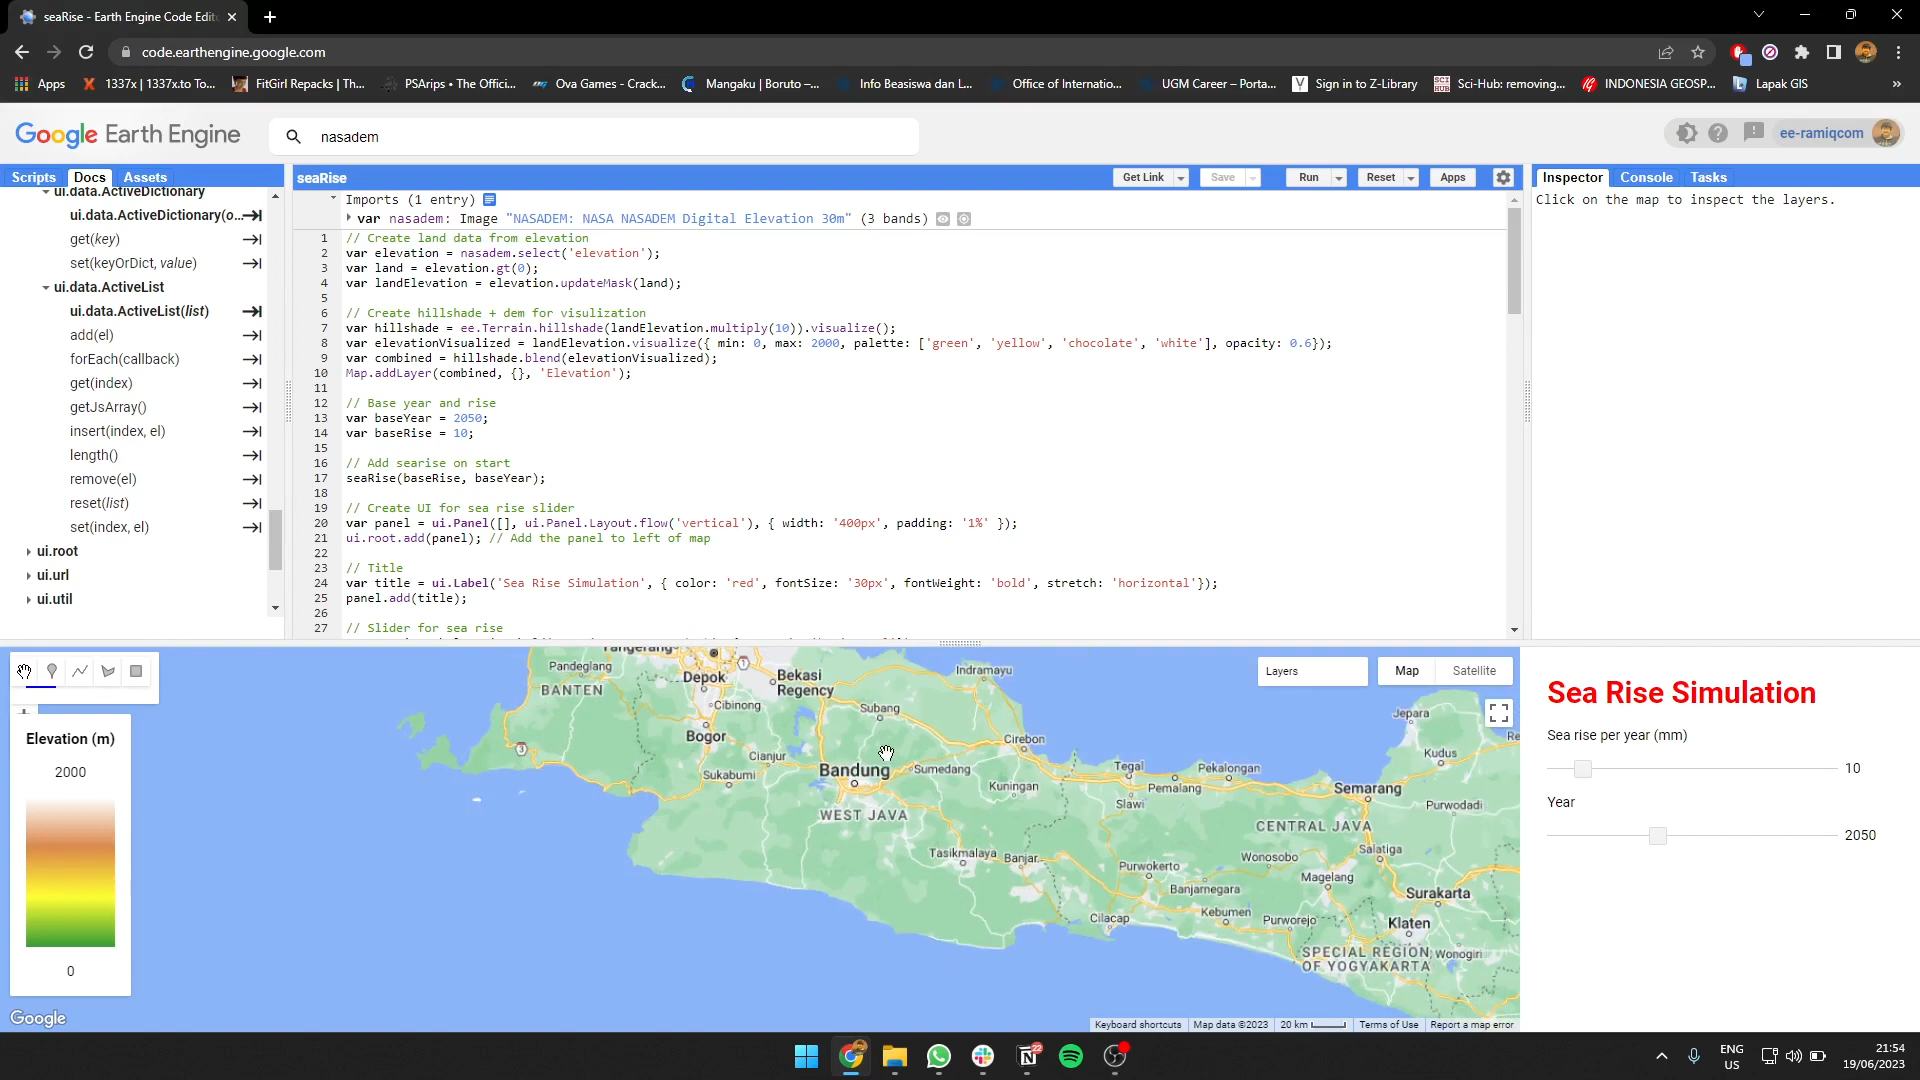 seaRise - Earth Engine Code Edit
code.earthengine.google.com
Apps
1337x | 1337x.to To...
FitGirl Repacks | Th...
PSArips • The Offici...
Ova Games - Crack...
Mangaku | Boruto –...
Info Beasiswa dan L...
Office of Internatio...
UGM Career – Porta...
Sign in to Z-Library
Sci-Hub: removing...
INDONESIA GEOSP...
Lapak GIS
»
Google Earth Engine
nasadem
ee-ramiqcom
Scripts Docs Assets
ui.data.ActiveDictionary
ui.data.ActiveDictionary(o...
get(key)
set(keyOrDict, value)
ui.data.ActiveList
ui.data.ActiveList(list)
add(el)
forEach(callback)
get(index)
getJsArray()
insert(index, el)
length()
remove(el)
reset(list)
set(index, el)
ui.root
ui.url
ui.util
seaRise
Get Link Save Run Reset Apps
Imports (1 entry)
var nasadem: Image "NASADEM: NASA NASADEM Digital Elevation 30m" (3 bands)
1 // Create land data from elevation
2 var elevation = nasadem.select('elevation');
3 var land = elevation.gt(0);
4 var landElevation = elevation.updateMask(land);
5
6 // Create hillshade + dem for visulization
7 var hillshade = ee.Terrain.hillshade(landElevation.multiply(10)).visualize();
8 var elevationVisualized = landElevation.visualize({ min: 0, max: 2000, palette: ['green', 'yellow', 'chocolate', 'white'], opacity: 0.6});
9 var combined = hillshade.blend(elevationVisualized);
10 Map.addLayer(combined, {}, 'Elevation');
11
12 // Base year and rise
13 var baseYear = 2050;
14 var baseRise = 10;
15
16 // Add searise on start
17 seaRise(baseRise, baseYear);
18
19 // Create UI for sea rise slider
20 var panel = ui.Panel([], ui.Panel.Layout.flow('vertical'), { width: '400px', padding: '1%' });
21 ui.root.add(panel); // Add the panel to left of map
22
23 // Title
24 var title = ui.Label('Sea Rise Simulation', { color: 'red', fontSize: '30px', fontWeight: 'bold', stretch: 'horizontal'});
25 panel.add(title);
26
27 // Slider for sea rise
Inspector Console Tasks
Click on the map to inspect the layers.
Elevation (m)
2000
0
Google
Tangerang
Pandeglang
BANTEN
Depok
Bekasi
Regency
Cibinong
Bogor
Cianjur
Sukabumi
Subang
Indramayu
Bandung
Sumedang
Cirebon
Kuningan
WEST JAVA
Tasikmalaya
Banjar
Tegal
Slawi
Pemalang
Pekalongan
Semarang
CENTRAL JAVA
Jepara
Kudus
Re
Purwodadi
Salatiga
Wonosobo
Magelang
Purwokerto
Banjarnegara
Cilacap
Kebumen
Purworejo
Surakarta
Klaten
SPECIAL REGION
OF YOGYAKARTA
Wonogiri
3
1
Layers
Map Satellite
Keyboard shortcuts Map data ©2023 20 km Terms of Use Report a map error
Sea Rise Simulation
Sea rise per year (mm)
10
Year
2050
22
ENG
US
21:54
19/06/2023